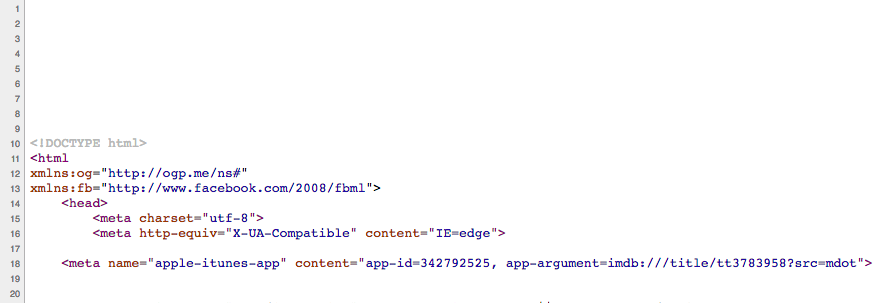 1
2
3
4
5
6
7
8
9
10 <!DOCTYPE html>
11 <html
12 xmlns:og="http://ogp.me/ns#"
13 xmlns:fb="http://www.facebook.com/2008/fbml">
14 <head>
15 <meta charset="utf-8">
16 <meta http-equiv="X-UA-Compatible" content="IE=edge">
17
18 <meta name="apple-itunes-app" content="app-id=342792525, app-argument=imdb:///title/tt3783958?src=mdot">
19
20